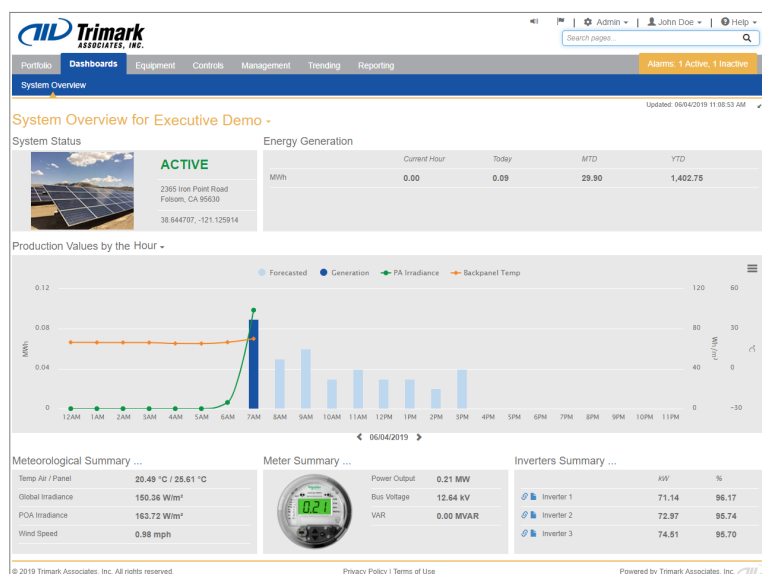 Trimark
ASSOCIATES, INC.
Admin | John Doe | Help
Search pages...
Portfolio Dashboards Equipment Controls Management Trending Reporting Alarms: 1 Active, 1 Inactive
System Overview
Updated: 06/04/2019 11:08:53 AM
System Overview for Executive Demo
System Status Energy Generation
ACTIVE
2365 Iron Point Road
Folsom, CA 95630
38.644707, -121.125914
Current Hour Today MTD YTD
MWh 0.00 0.09 29.90 1,402.75
Production Values by the Hour
Forecasted Generation PA Irradiance Backpanel Temp
0.12 120 60
0.08 80 30
0.04 40 0
0 0 -30
MWh
Wh/m²
°C
12AM 1AM 2AM 3AM 4AM 5AM 6AM 7AM 8AM 9AM 10AM 11AM 12PM 1PM 2PM 3PM 4PM 5PM 6PM 7PM 8PM 9PM 10PM 11PM
06/04/2019
Meteorological Summary ...
Temp Air / Panel 20.49 °C / 25.61 °C
Global Irradiance 150.36 W/m²
POA Irradiance 163.72 W/m²
Wind Speed 0.98 mph
Meter Summary ...
0.21
Power Output 0.21 MW
Bus Voltage 12.64 kV
VAR 0.00 MVAR
Inverters Summary ...
kW %
Inverter 1 71.14 96.17
Inverter 2 72.97 95.74
Inverter 3 74.51 95.70
© 2019 Trimark Associates, Inc. All rights reserved. Privacy Policy | Terms of Use Powered by Trimark Associates, Inc.